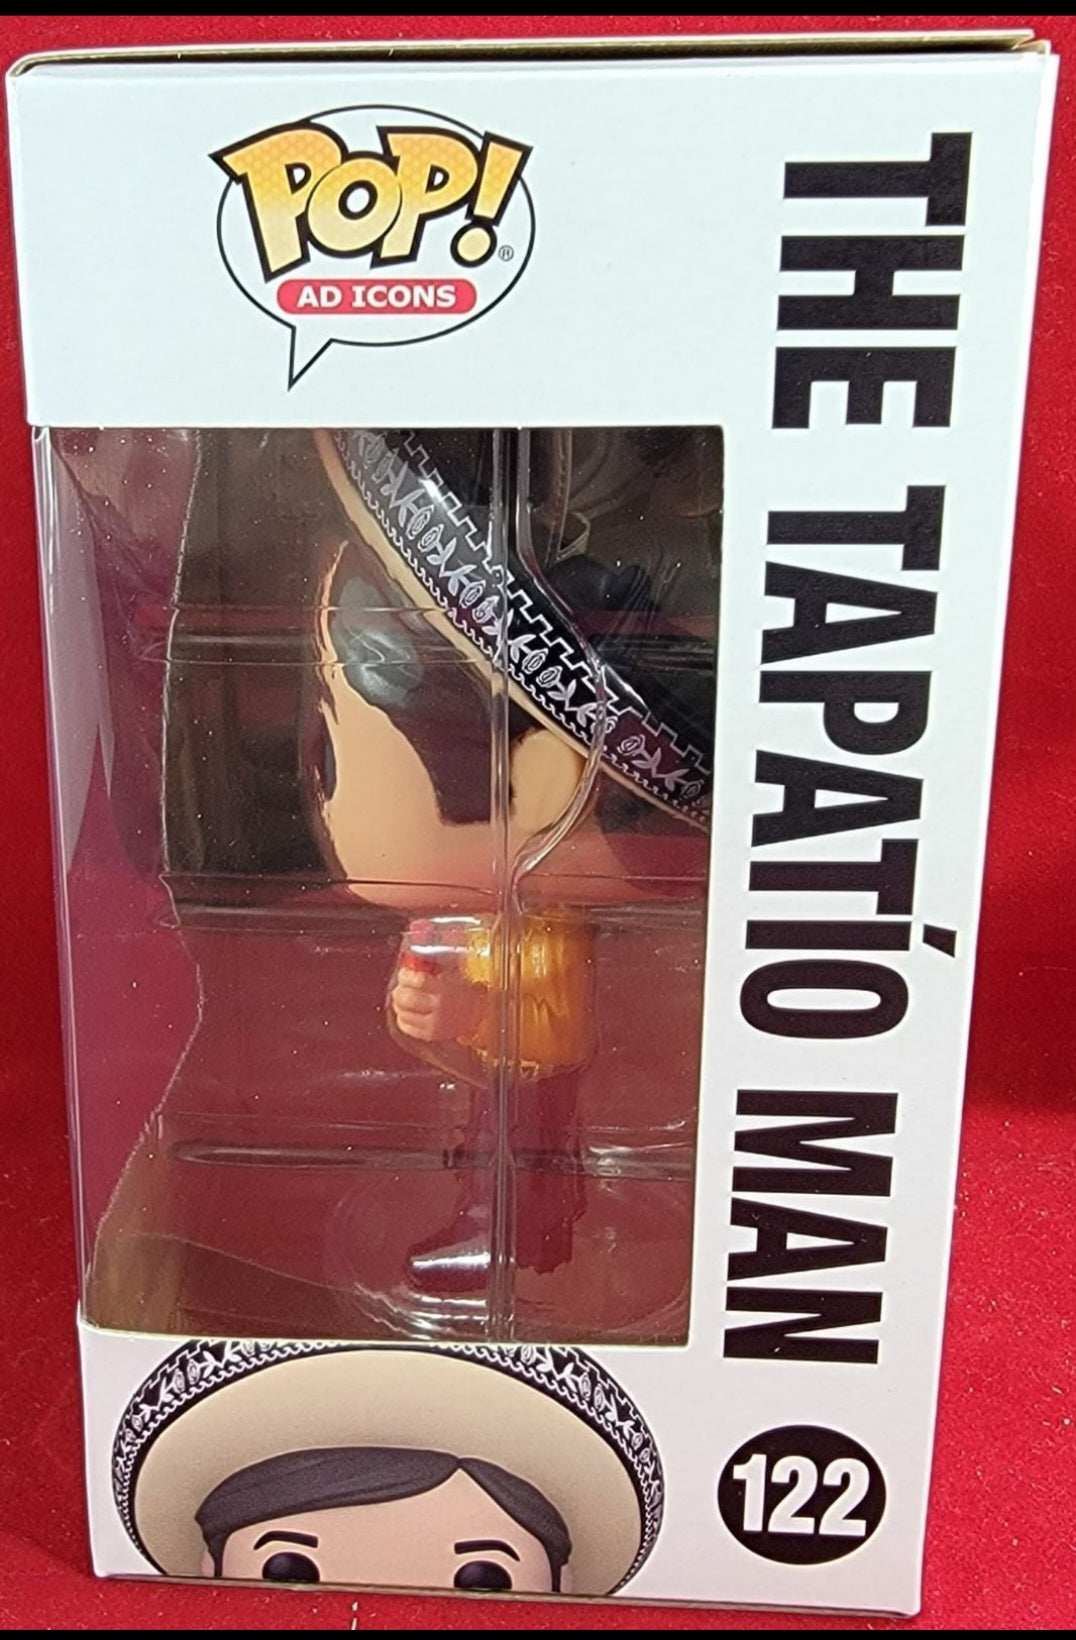 POP!®
AD ICONS
THE TAPATÍO MAN
122